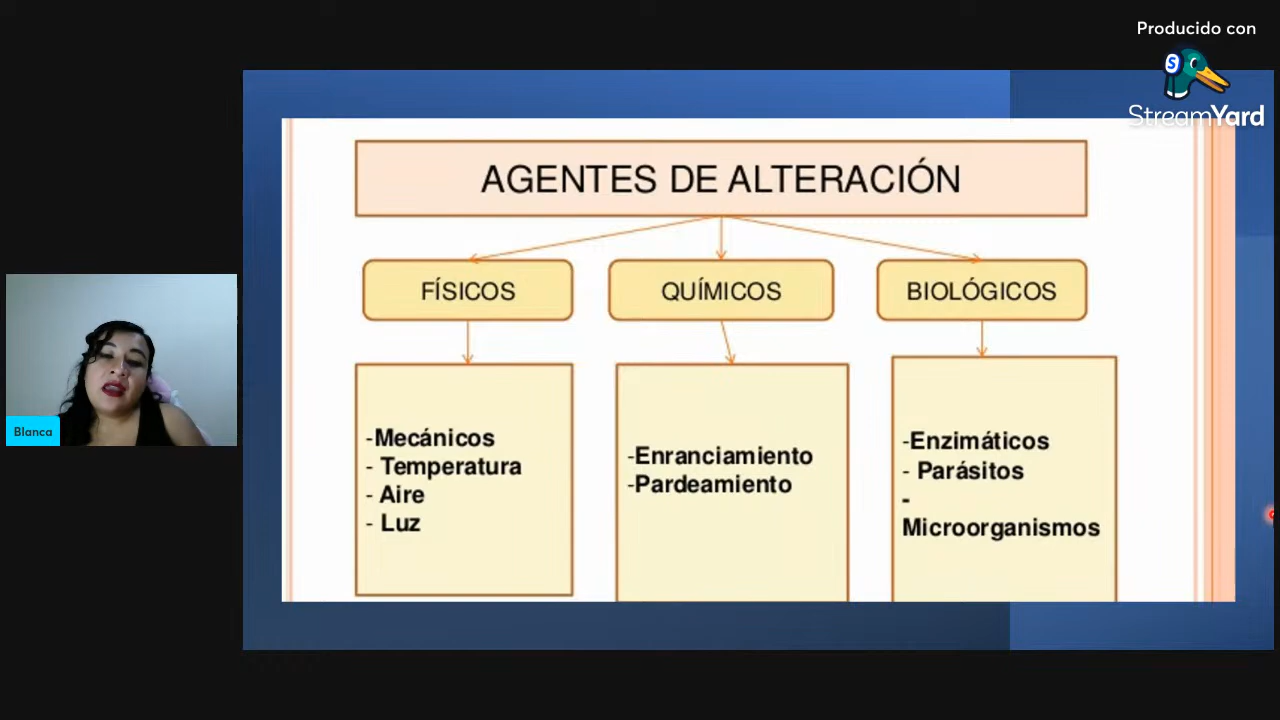 Producido con
StreamYard
AGENTES DE ALTERACIÓN
FÍSICOS
QUÍMICOS
BIOLÓGICOS
-Mecánicos
- Temperatura
- Aire
- Luz
-Enranciamiento
-Pardeamiento
-Enzimáticos
- Parásitos
-
Microorganismos
Blanca